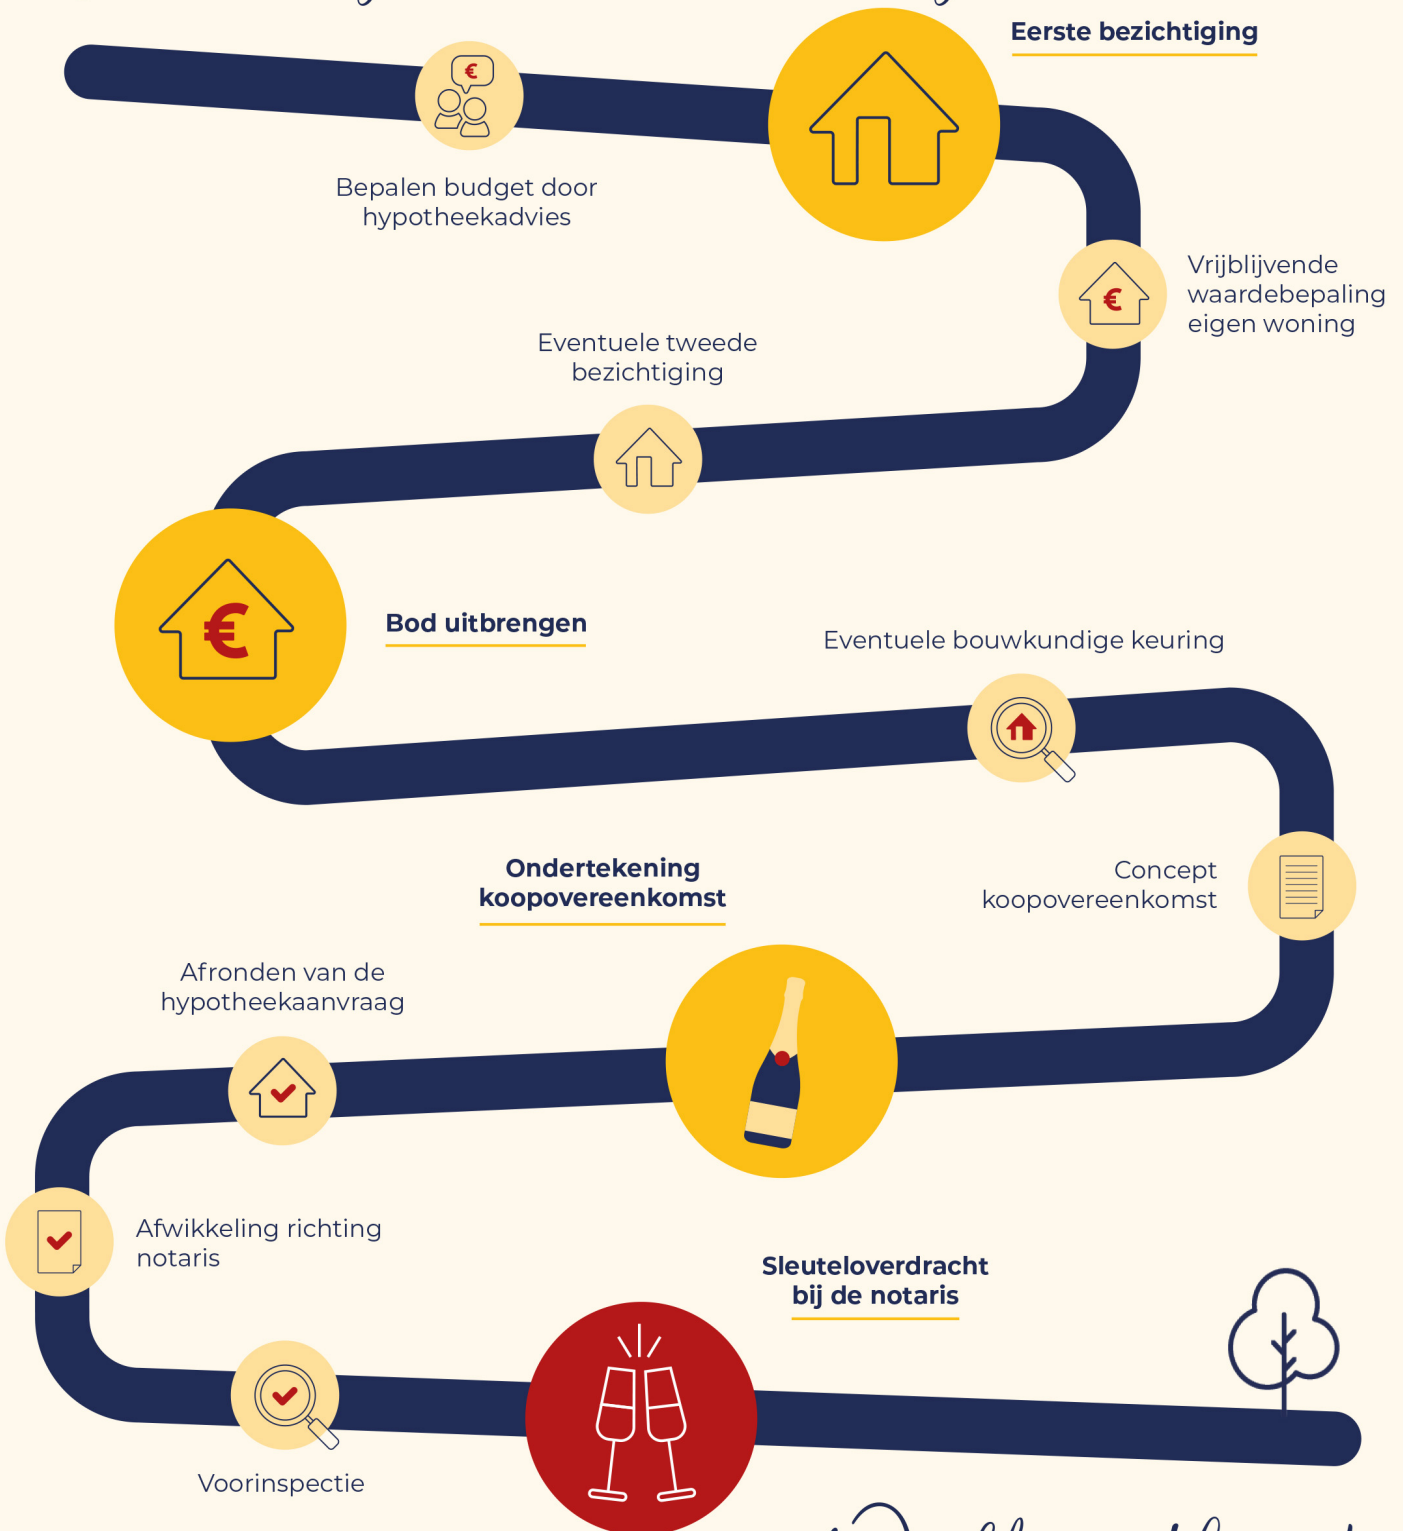 Eerste bezichtiging
€
Bepalen budget door
hypotheekadvies
Vrijblijvende
waardebepaling
eigen woning
€
Eventuele tweede
bezichtiging
€
Bod uitbrengen
Eventuele bouwkundige keuring
Concept
koopovereenkomst
Ondertekening
koopovereenkomst
Afronden van de
hypotheekaanvraag
Afwikkeling richting
notaris
Sleuteloverdracht
bij de notaris
Voorinspectie